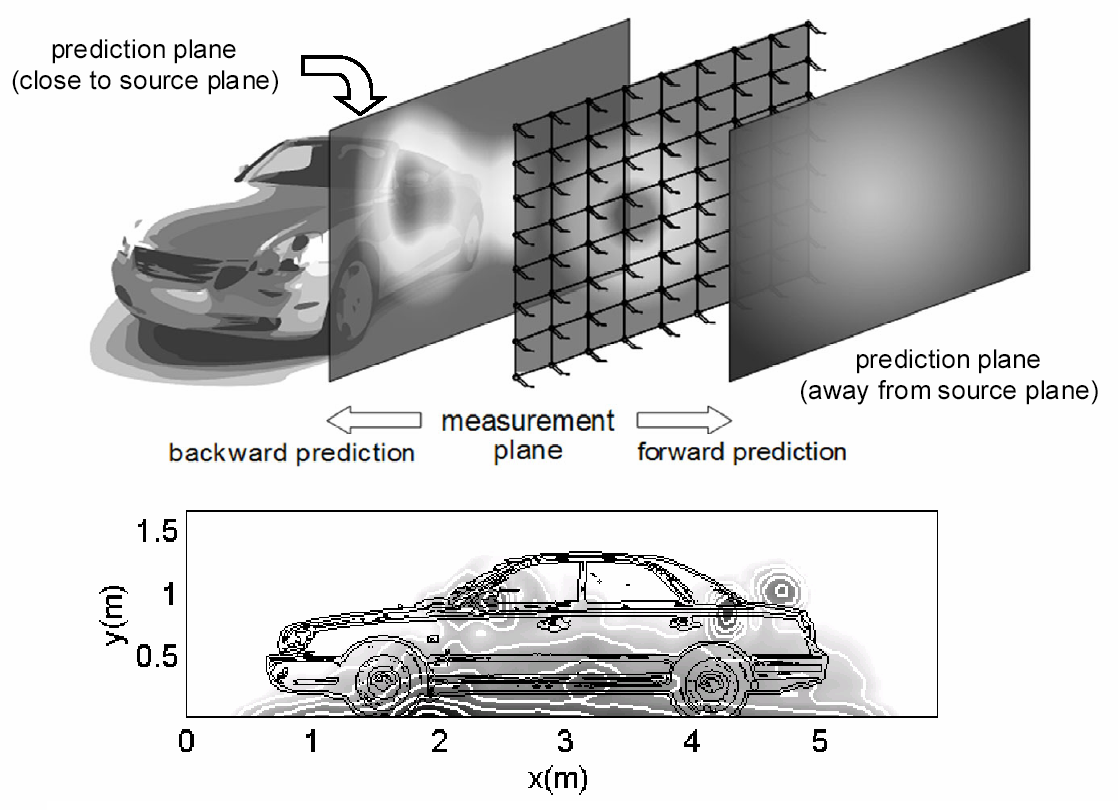 prediction plane
(close to source plane)
prediction plane
(away from source plane)
measurement
plane
backward prediction
forward prediction
1.5
1
0.5
y(m)
0 1 2 3 4 5
x(m)